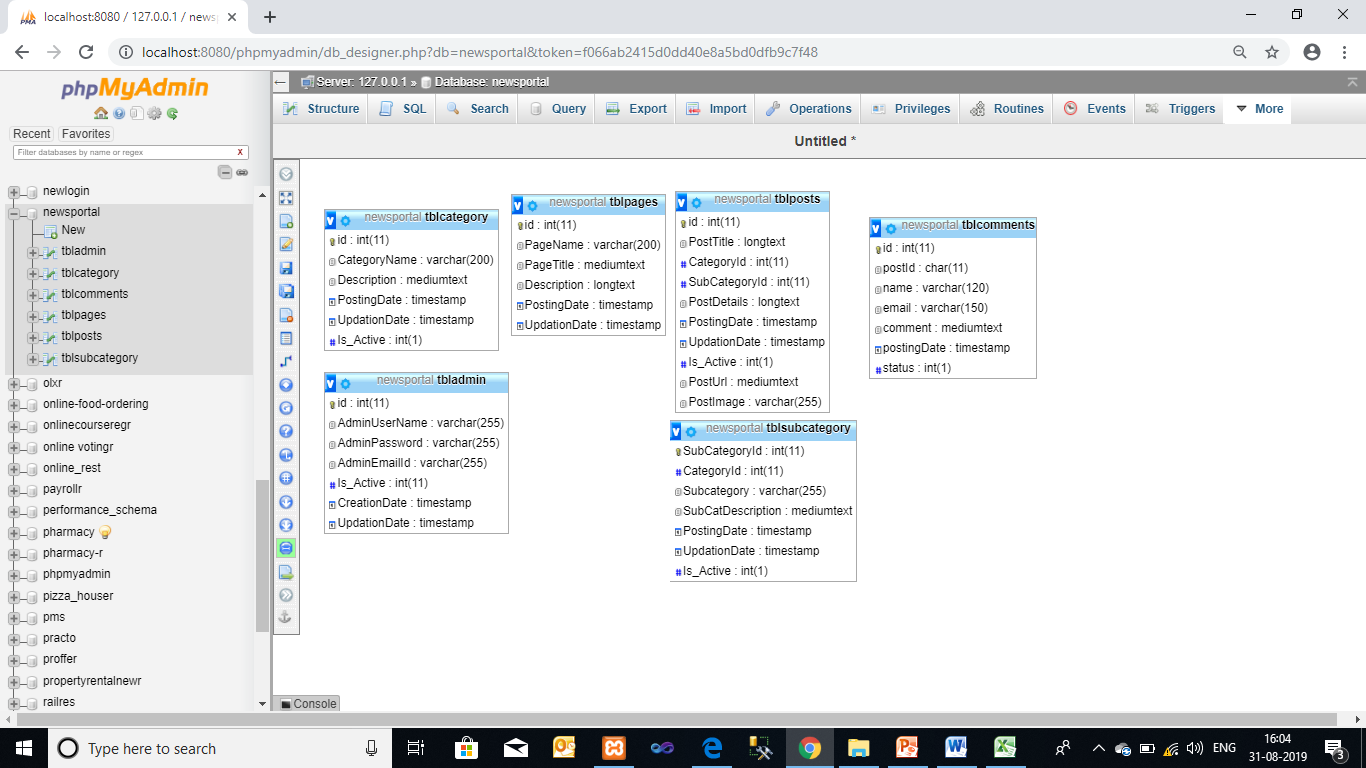 localhost:8080 / 127.0.0.1 / news
localhost:8080/phpmyadmin/db_designer.php?db=newsportal&token=f066ab2415d0dd40e8a5bd0dfb9c7f48
phpMyAdmin
Recent Favorites
Filter databases by name or regex X
newlogin
newsportal
New
tbladmin
tblcategory
tblcomments
tblpages
tblposts
tblsubcategory
olxr
online-food-ordering
onlinecourseregr
online votingr
online_rest
payrollr
performance_schema
pharmacy
pharmacy-r
phpmyadmin
pizza_houser
pms
practo
proffer
propertyrentalnewr
railres
Server: 127.0.0.1 » Database: newsportal
Structure SQL Search Query Export Import Operations Privileges Routines Events Triggers More
Untitled *
newsportal tblcategory
id : int(11)
CategoryName : varchar(200)
Description : mediumtext
PostingDate : timestamp
UpdationDate : timestamp
Is_Active : int(1)
newsportal tblpages
id : int(11)
PageName : varchar(200)
PageTitle : mediumtext
Description : longtext
PostingDate : timestamp
UpdationDate : timestamp
newsportal tblposts
id : int(11)
PostTitle : longtext
CategoryId : int(11)
SubCategoryId : int(11)
PostDetails : longtext
PostingDate : timestamp
UpdationDate : timestamp
Is_Active : int(1)
PostUrl : mediumtext
PostImage : varchar(255)
newsportal tblcomments
id : int(11)
postId : char(11)
name : varchar(120)
email : varchar(150)
comment : mediumtext
postingDate : timestamp
status : int(1)
newsportal tbladmin
id : int(11)
AdminUserName : varchar(255)
AdminPassword : varchar(255)
AdminEmailId : varchar(255)
Is_Active : int(11)
CreationDate : timestamp
UpdationDate : timestamp
newsportal tblsubcategory
SubCategoryId : int(11)
CategoryId : int(11)
Subcategory : varchar(255)
SubCatDescription : mediumtext
PostingDate : timestamp
UpdationDate : timestamp
Is_Active : int(1)
Console
Type here to search
ENG
16:04
31-08-2019
3